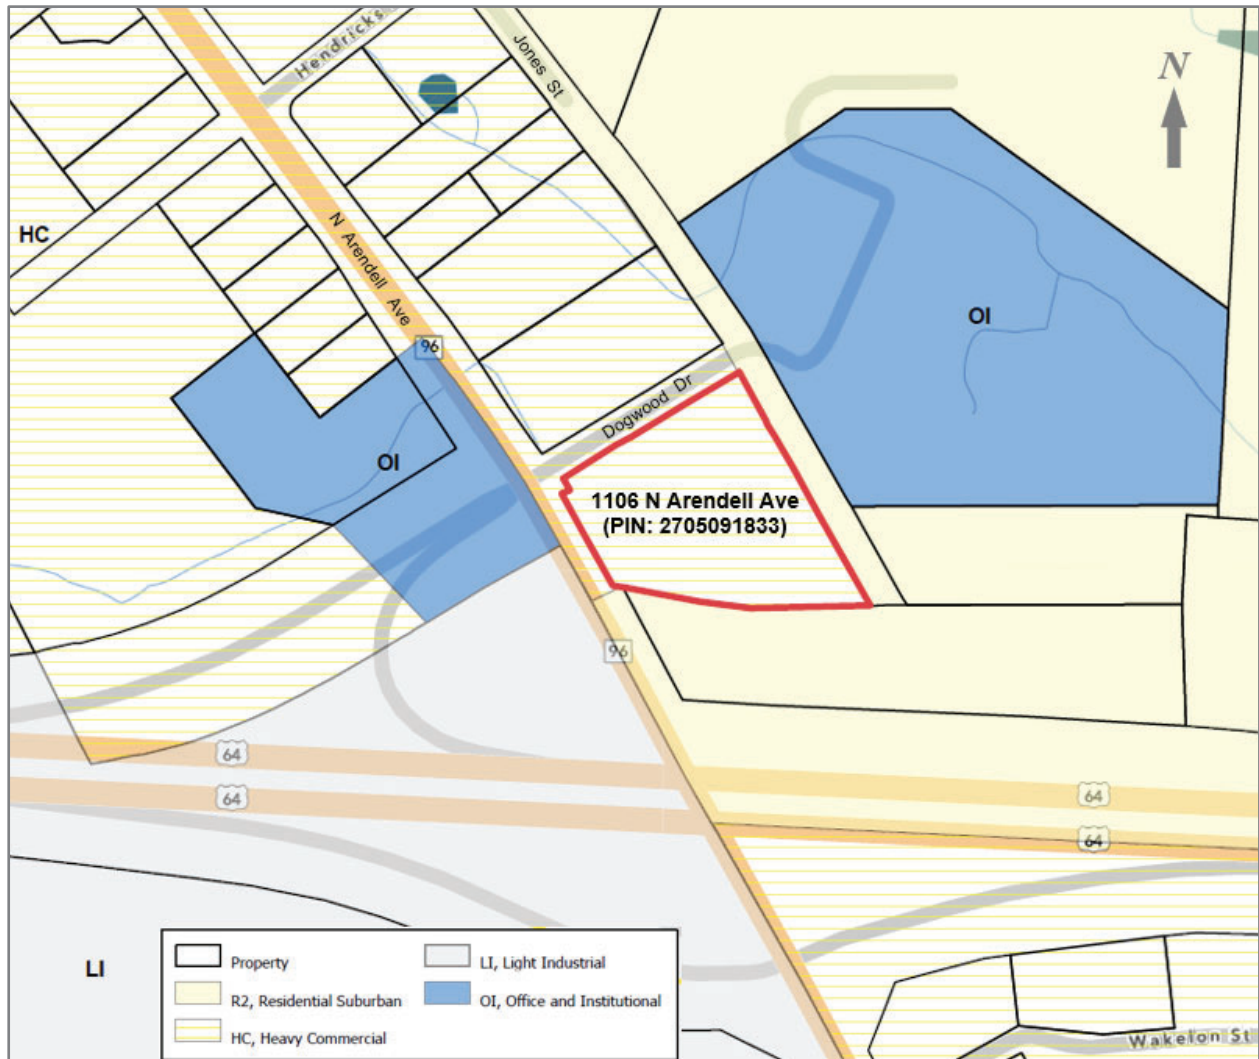 Hendricks
Jones St
N
HC
N Arendell Ave
96
OI
Dogwood Dr
OI
1106 N Arendell Ave
(PIN: 2705091833)
96
64
64
64
64
LI
Property
LI, Light Industrial
R2, Residential Suburban
OI, Office and Institutional
HC, Heavy Commercial
Wakelon St